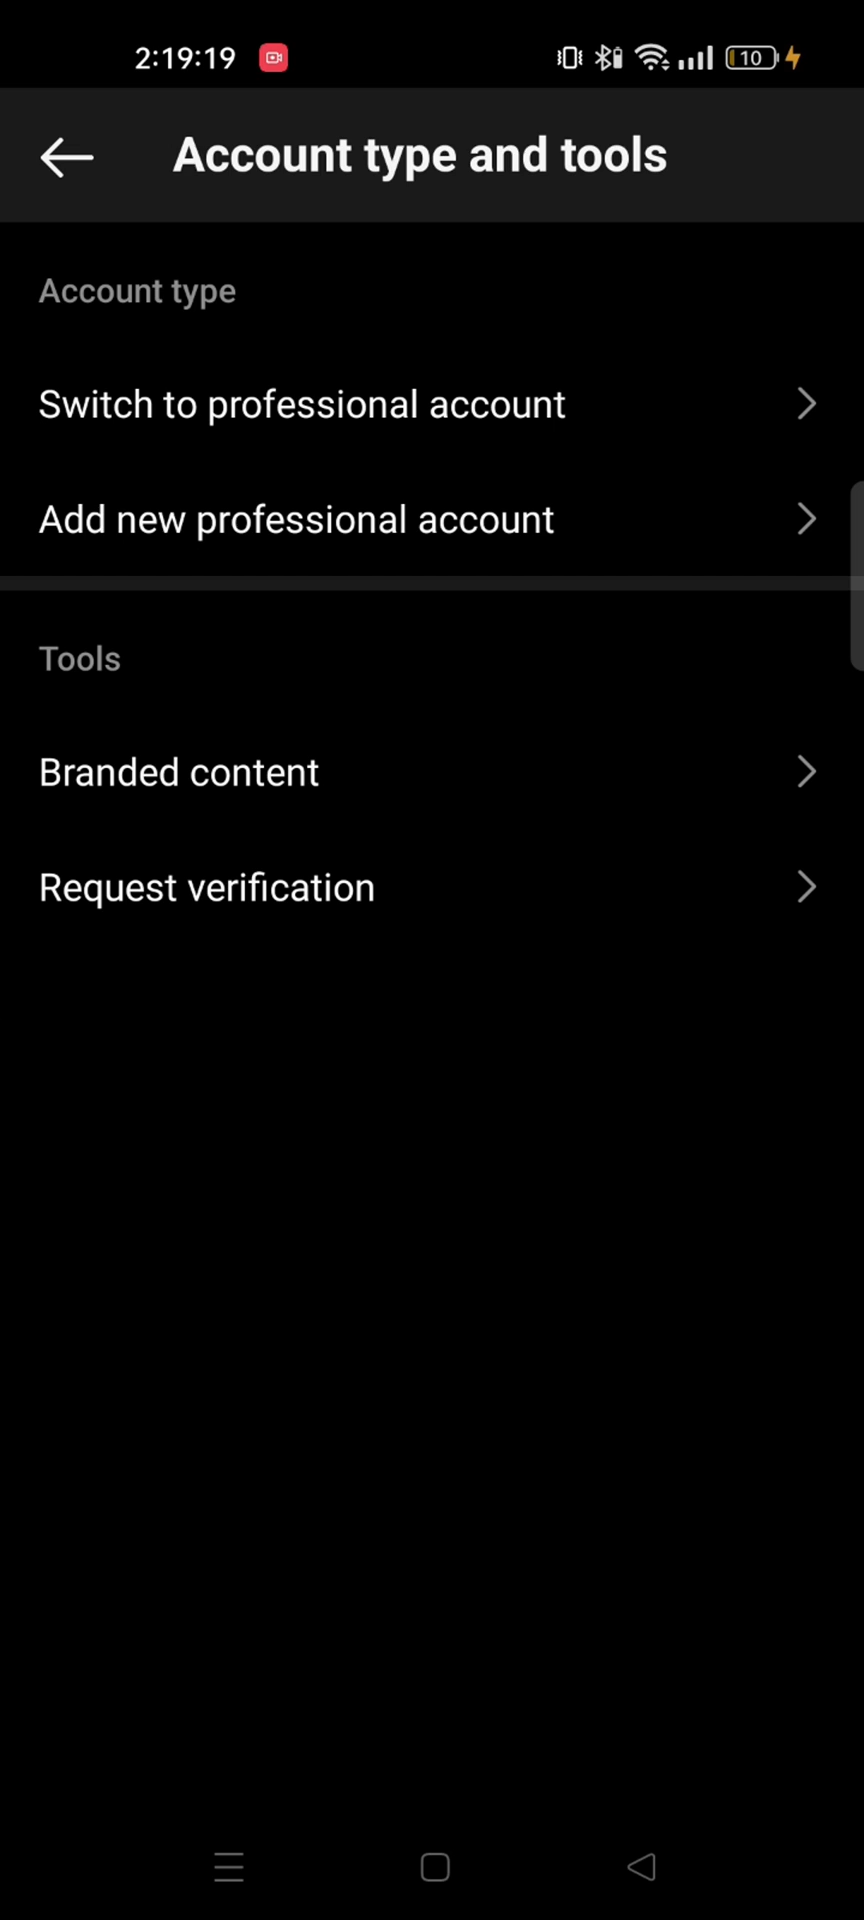 2:19:19
10
Account type and tools
Account type
Switch to professional account
Add new professional account
Tools
Branded content
Request verification